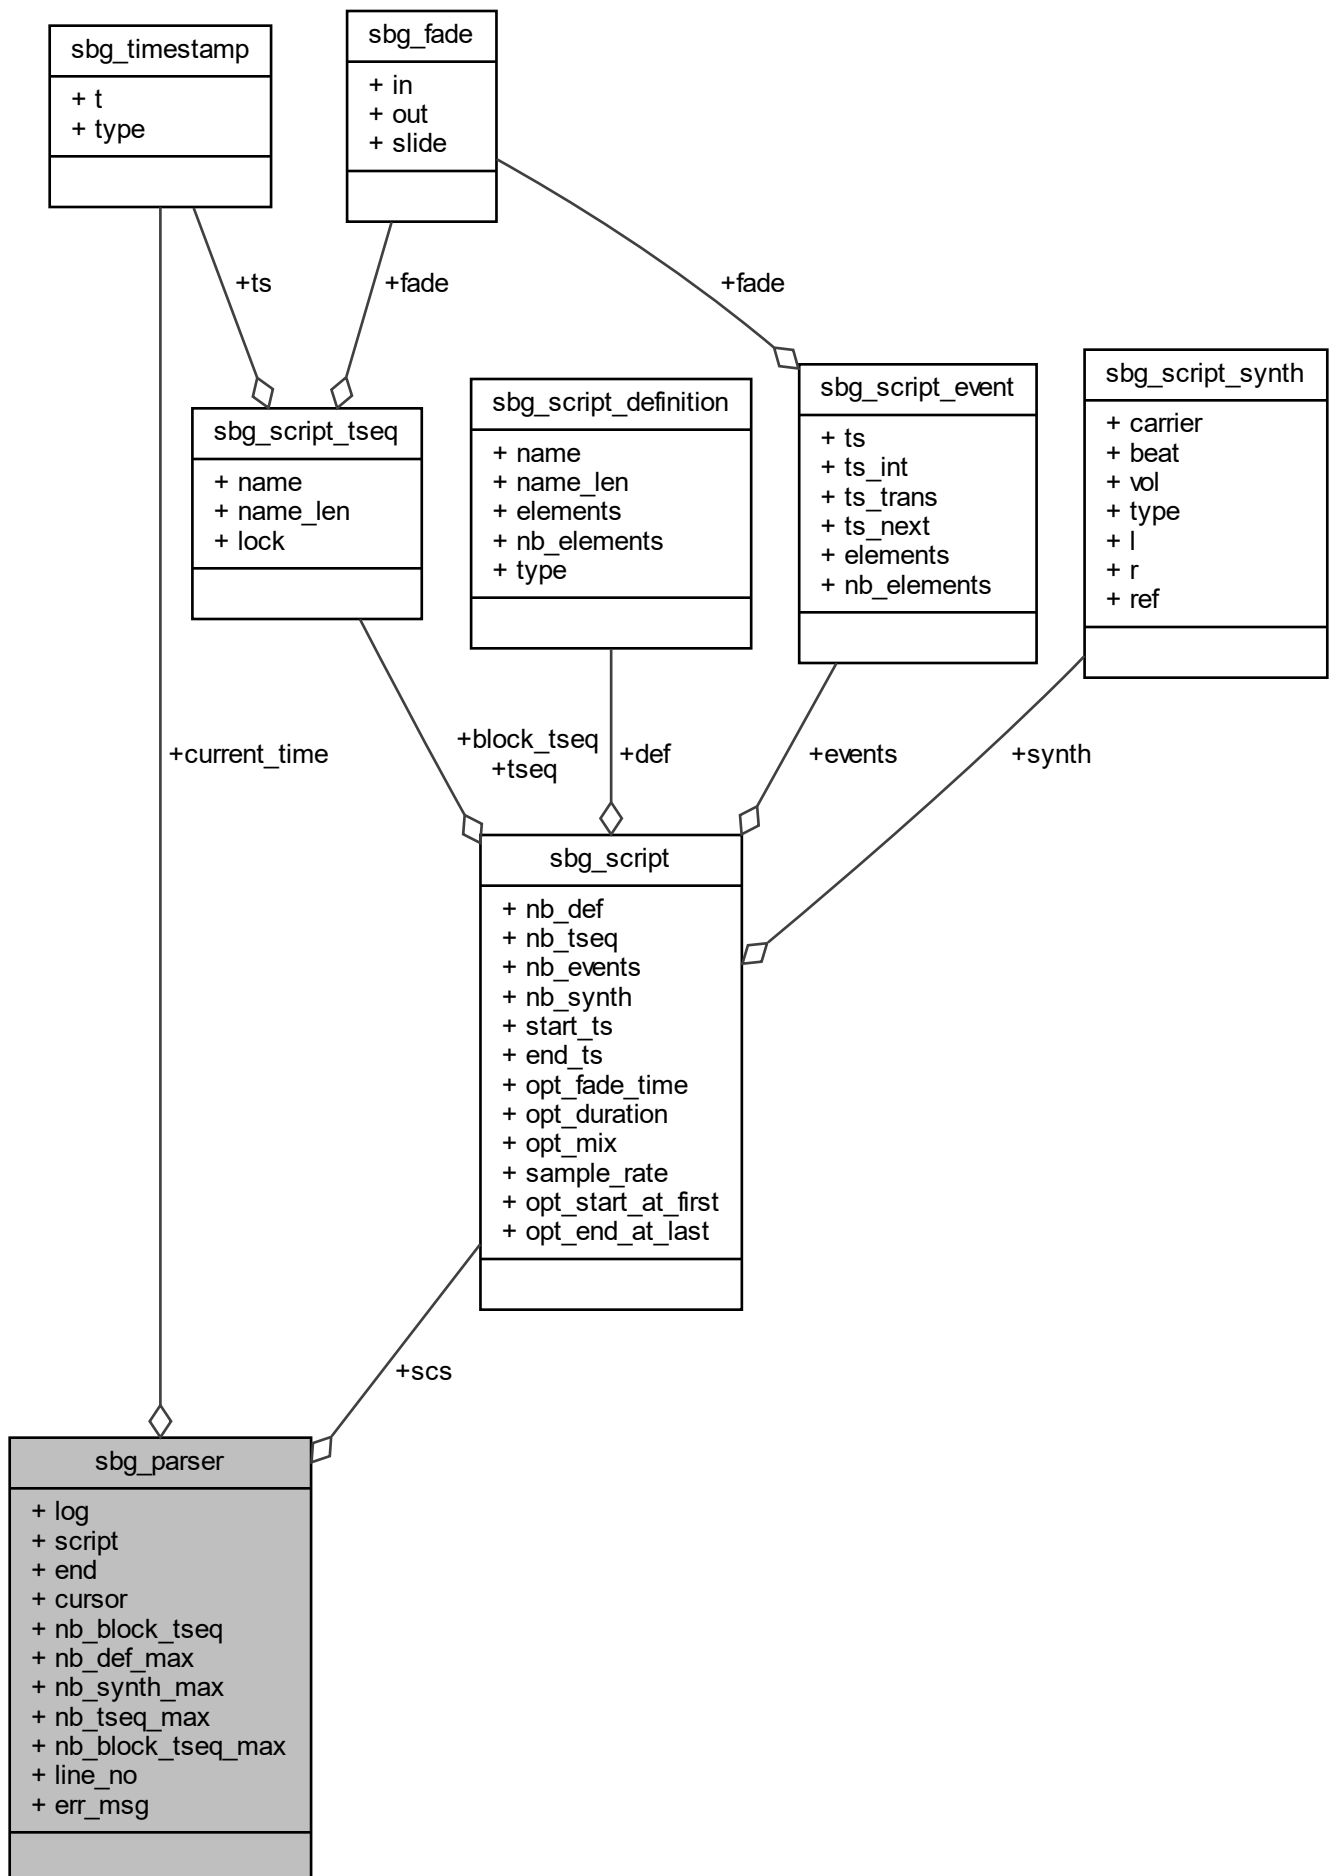 sbg_timestamp
+ t
+ type
sbg_fade
+ in
+ out
+ slide
+ts
+fade
+fade
sbg_script_tseq
+ name
+ name_len
+ lock
sbg_script_definition
+ name
+ name_len
+ elements
+ nb_elements
+ type
sbg_script_event
+ ts
+ ts_int
+ ts_trans
+ ts_next
+ elements
+ nb_elements
sbg_script_synth
+ carrier
+ beat
+ vol
+ type
+ l
+ r
+ ref
+current_time
+block_tseq
+tseq
+def
+events
+synth
sbg_script
+ nb_def
+ nb_tseq
+ nb_events
+ nb_synth
+ start_ts
+ end_ts
+ opt_fade_time
+ opt_duration
+ opt_mix
+ sample_rate
+ opt_start_at_first
+ opt_end_at_last
+scs
sbg_parser
+ log
+ script
+ end
+ cursor
+ nb_block_tseq
+ nb_def_max
+ nb_synth_max
+ nb_tseq_max
+ nb_block_tseq_max
+ line_no
+ err_msg